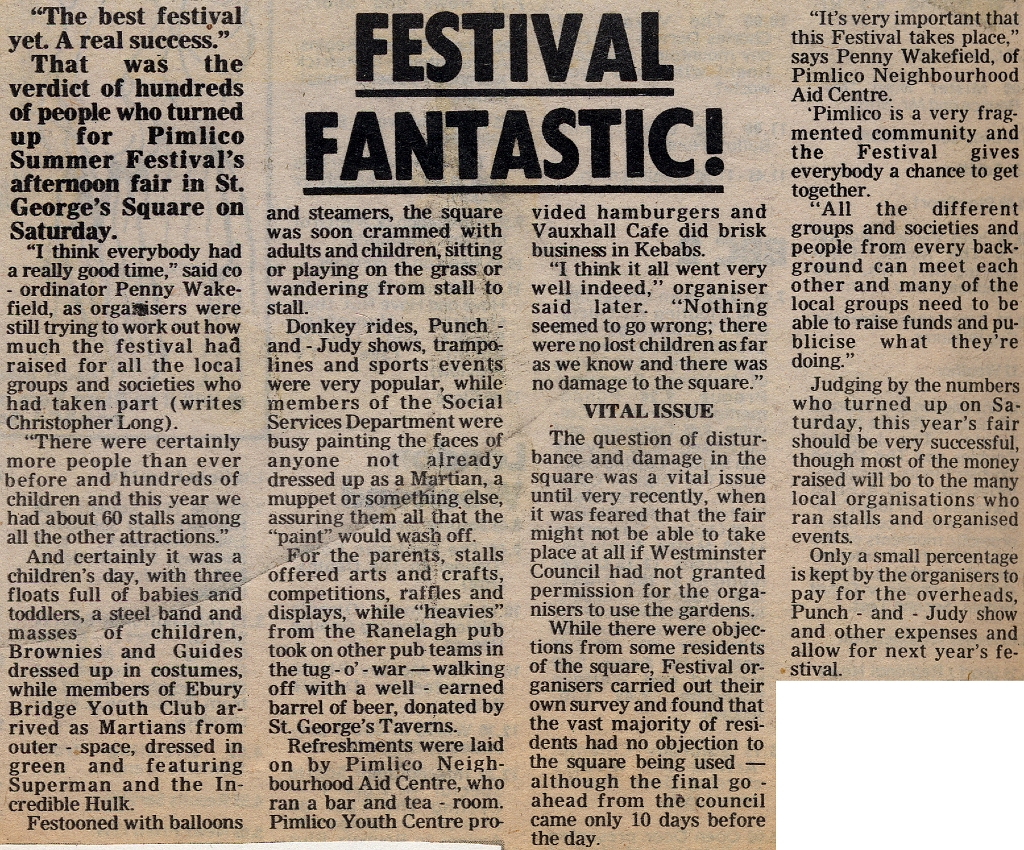 FESTIVAL
FANTASTIC!
"The best festival
yet. A real success."
That was the
verdict of hundreds
of people who turned
up for Pimlico
Summer Festival's
afternoon fair in St.
George's Square on
Saturday.
"I think everybody had
a really good time," said co
- ordinator Penny Wake-
field, as organisers were
still trying to work out how
much the festival had
raised for all the local
groups and societies who
had taken part (writes
Christopher Long).
"There were certainly
more people than ever
before and hundreds of
children and this year we
had about 60 stalls among
all the other attractions."
And certainly it was a
children's day, with three
floats full of babies and
toddlers, a steel band and
masses of children,
Brownies and Guides
dressed up in costumes,
while members of Ebury
Bridge Youth Club ar-
rived as Martians from
outer - space, dressed in
green and featuring
Superman and the In-
credible Hulk.
Festooned with balloons
and steamers, the square
was soon crammed with
adults and children, sitting
or playing on the grass or
wandering from stall to
stall.
Donkey rides, Punch -
and - Judy shows, trampo-
lines and sports events
were very popular, while
members of the Social
Services Department were
busy painting the faces of
anyone not already
dressed up as a Martian, a
muppet or something else,
assuring them all that the
"paint" would wash off.
For the parents, stalls
offered arts and crafts,
competitions, raffles and
displays, while "heavies"
from the Ranelagh pub
took on other pub teams in
the tug - o' - war — walking
off with a well - earned
barrel of beer, donated by
St. George's Taverns.
Refreshments were laid
on by Pimlico Neigh-
bourhood Aid Centre, who
ran a bar and tea - room.
Pimlico Youth Centre pro-
vided hamburgers and
Vauxhall Cafe did brisk
business in Kebabs.
"I think it all went very
well indeed," organiser
said later. "Nothing
seemed to go wrong; there
were no lost children as far
as we know and there was
no damage to the square."
VITAL ISSUE
The question of distur-
bance and damage in the
square was a vital issue
until very recently, when
it was feared that the fair
might not be able to take
place at all if Westminster
Council had not granted
permission for the orga-
nisers to use the gardens.
While there were objec-
tions from some residents
of the square, Festival or-
ganisers carried out their
own survey and found that
the vast majority of resi-
dents had no objection to
the square being used —
although the final go -
ahead from the council
came only 10 days before
the day.
"It's very important that
this Festival takes place,"
says Penny Wakefield, of
Pimlico Neighbourhood
Aid Centre.
'Pimlico is a very frag-
mented community and
the Festival gives
everybody a chance to get
together.
"All the different
groups and societies and
people from every back-
ground can meet each
other and many of the
local groups need to be
able to raise funds and pu-
blicise what they're
doing."
Judging by the numbers
who turned up on Sa-
turday, this year's fair
should be very successful,
though most of the money
raised will bo to the many
local organisations who
ran stalls and organised
events.
Only a small percentage
is kept by the organisers to
pay for the overheads,
Punch - and - Judy show
and other expenses and
allow for next year's fe-
stival.